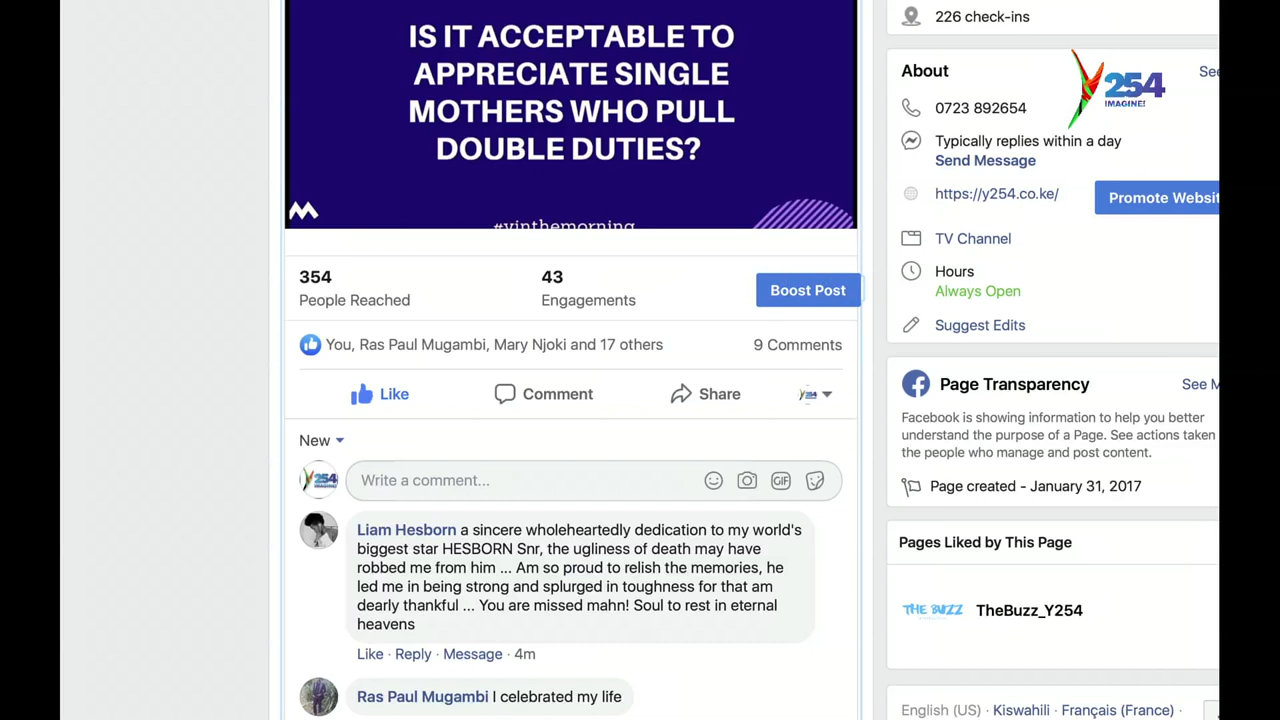 IS IT ACCEPTABLE TO
APPRECIATE SINGLE
MOTHERS WHO PULL
DOUBLE DUTIES?
#yinthemorning
354
People Reached
43
Engagements
Boost Post
You, Ras Paul Mugambi, Mary Njoki and 17 others
9 Comments
Like
Comment
Share
New
Write a comment...
GIF
Liam Hesborn a sincere wholeheartedly dedication to my world's
biggest star HESBORN Snr, the ugliness of death may have
robbed me from him ... Am so proud to relish the memories, he
led me in being strong and splurged in toughness for that am
dearly thankful ... You are missed mahn! Soul to rest in eternal
heavens
Like · Reply · Message · 4m
Ras Paul Mugambi I celebrated my life
226 check-ins
About
See
Y254
IMAGINE!
0723 892654
Typically replies within a day
Send Message
https://y254.co.ke/
Promote Websit
TV Channel
Hours
Always Open
Suggest Edits
Page Transparency
See M
Facebook is showing information to help you better
understand the purpose of a Page. See actions taken
the people who manage and post content.
Page created - January 31, 2017
Pages Liked by This Page
THE BUZZ
TheBuzz_Y254
English (US) · Kiswahili · Français (France) ·